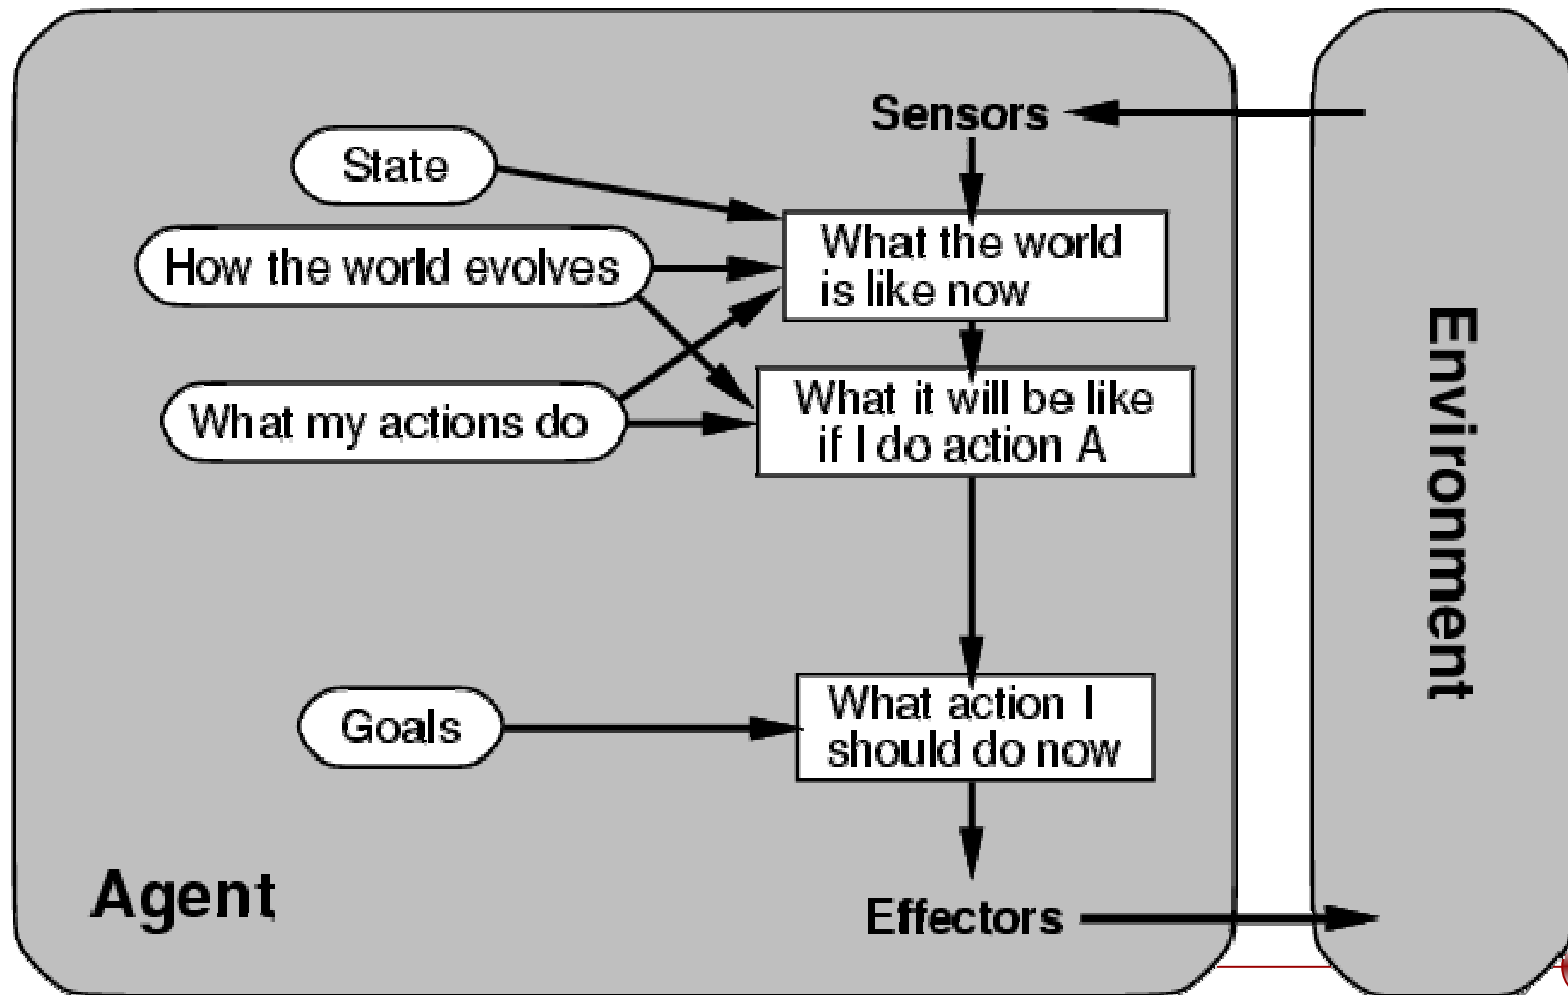 Sensors
State
What the world
is like now
How the world evolves
What it will be like
if I do action A
What my actions do
Environment
Goals
What action I
should do now
Agent
Effectors